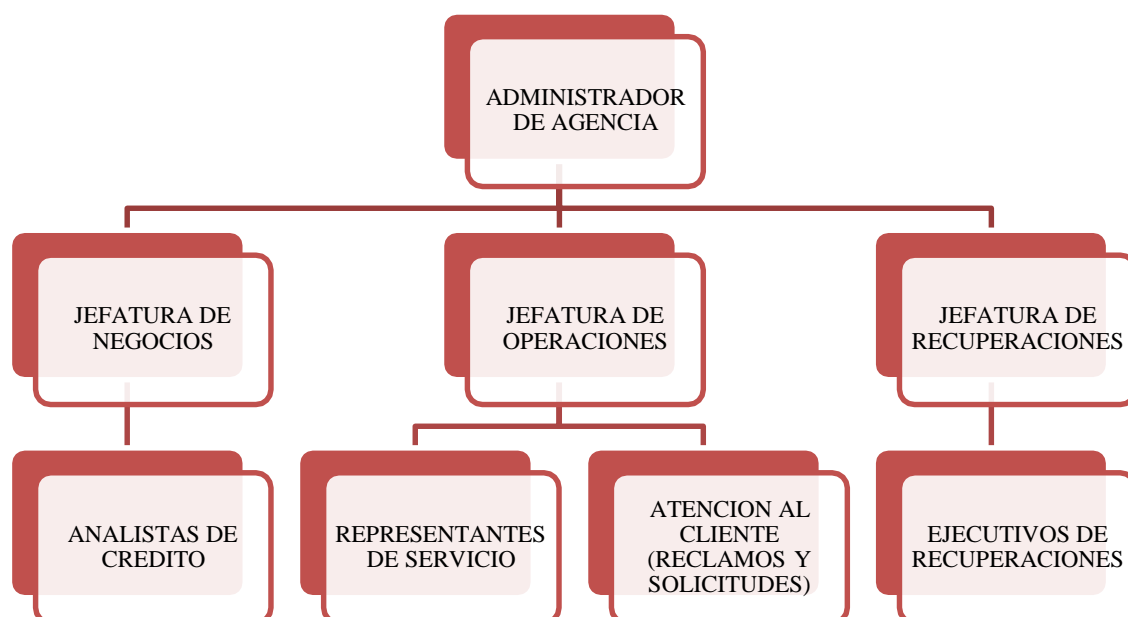 ADMINISTRADOR
DE AGENCIA
JEFATURA DE
NEGOCIOS
JEFATURA DE
OPERACIONES
JEFATURA DE
RECUPERACIONES
ANALISTAS DE
CREDITO
REPRESENTANTES
DE SERVICIO
ATENCION AL
CLIENTE
(RECLAMOS Y
SOLICITUDES)
EJECUTIVOS DE
RECUPERACIONES